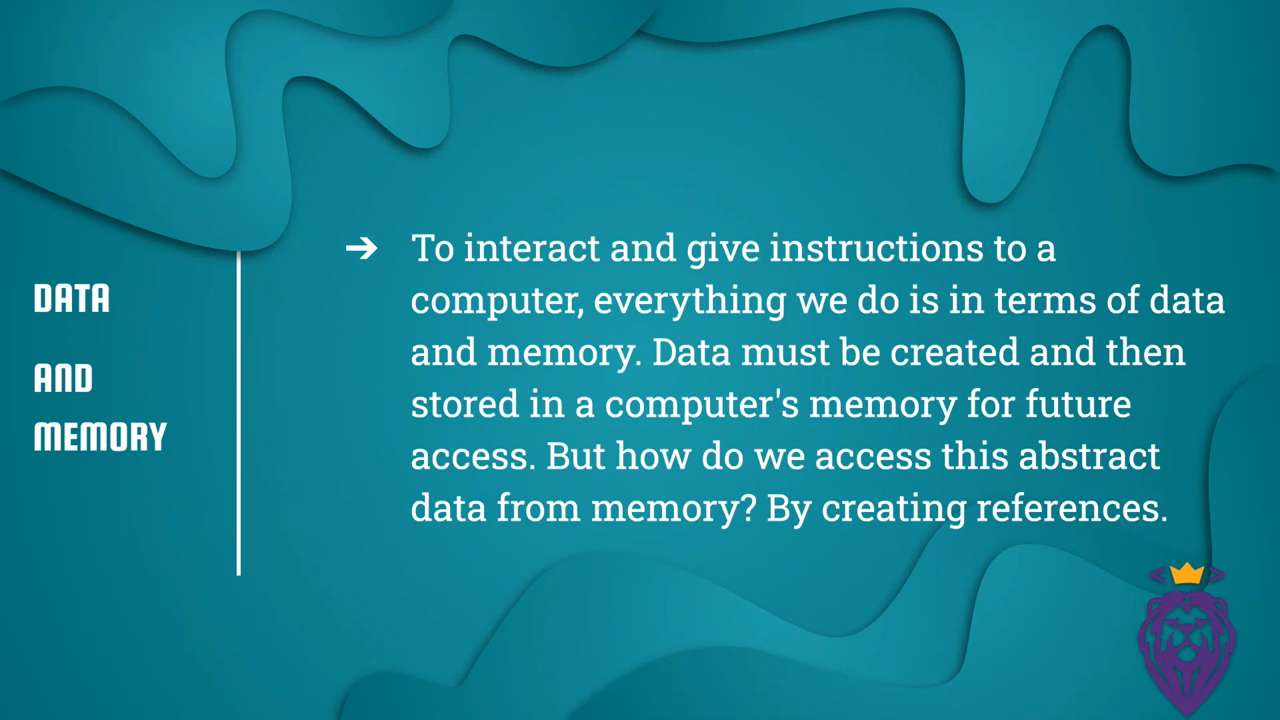 DATA
AND
MEMORY
➔ To interact and give instructions to a
computer, everything we do is in terms of data
and memory. Data must be created and then
stored in a computer's memory for future
access. But how do we access this abstract
data from memory? By creating references.